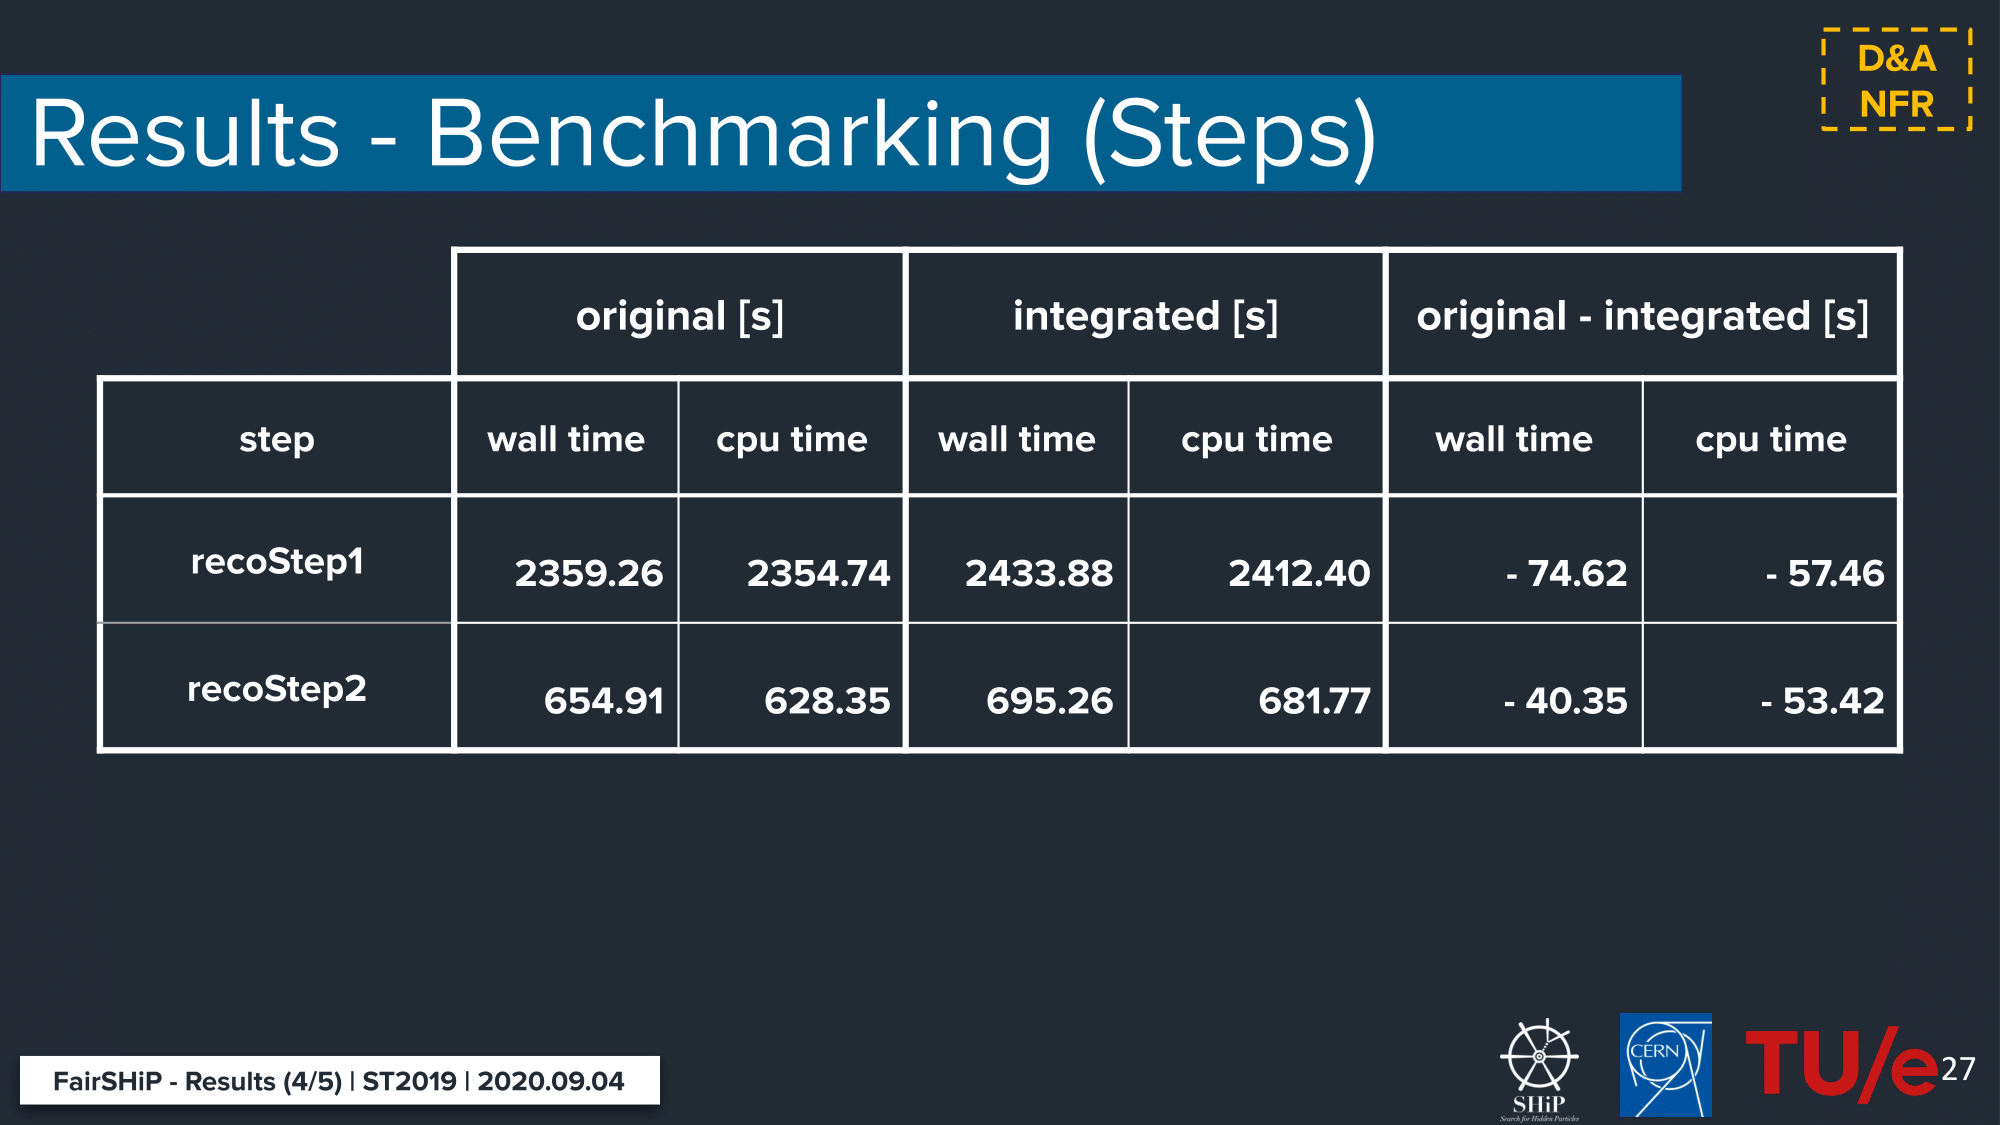 D&A
NFR
Results - Benchmarking (Steps)
original [s] integrated [s] original - integrated [s]
step wall time cpu time wall time cpu time wall time cpu time
recoStep1 2359.26 2354.74 2433.88 2412.40 - 74.62 - 57.46
recoStep2 654.91 628.35 695.26 681.77 - 40.35 - 53.42
FairSHiP - Results (4/5) | ST2019 | 2020.09.04
SHiP
Search for Hidden Particles
CERN
TU/e
27